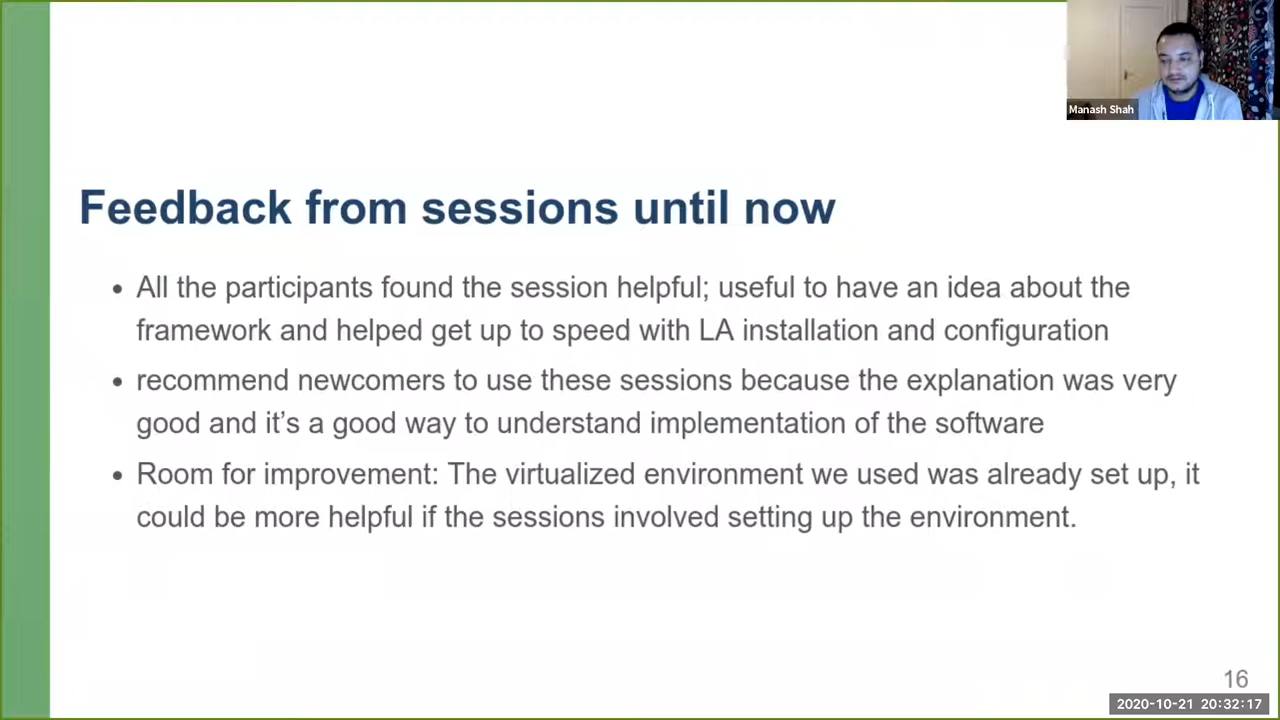 Manash Shah
Feedback from sessions until now
• All the participants found the session helpful; useful to have an idea about the
framework and helped get up to speed with LA installation and configuration
• recommend newcomers to use these sessions because the explanation was very
good and it’s a good way to understand implementation of the software
• Room for improvement: The virtualized environment we used was already set up, it
could be more helpful if the sessions involved setting up the environment.
16
2020-10-21 20:32:17